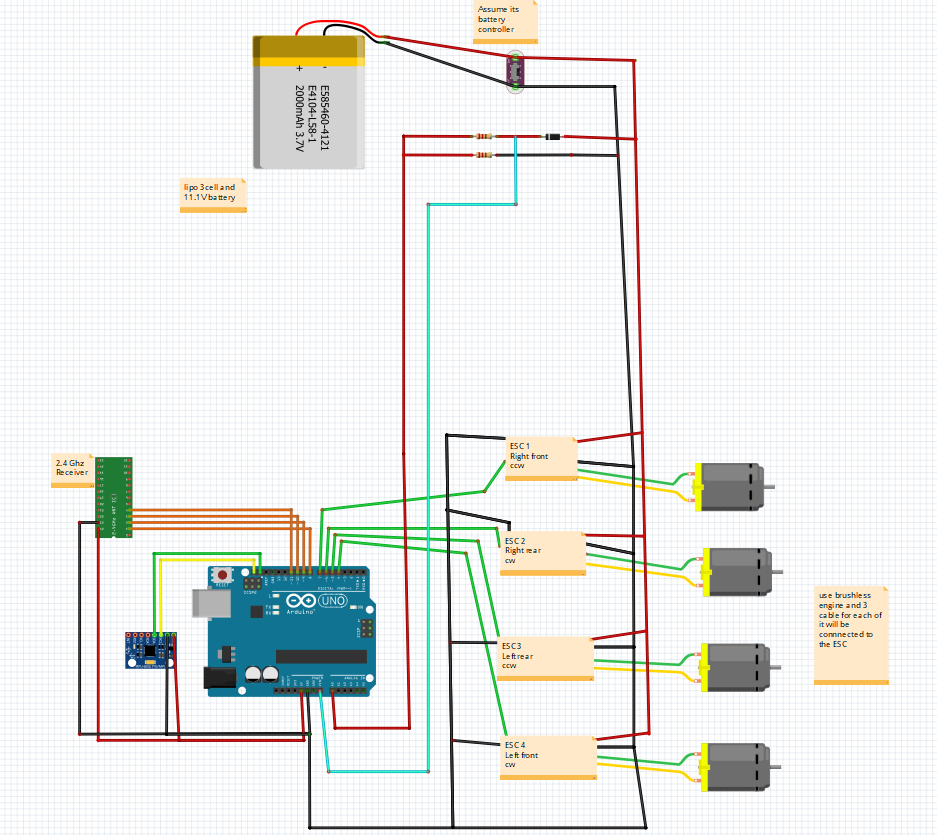 Assume its
battery
controller
+ -
E585460-4121
E4104-L58-1
2000mAh 3.7V
lipo 3cell and
11.1V battery
ESC 1
Right front
ccw
2.4 Ghz
Receiver
ESC 2
Right rear
cw
RESET
UNO
Arduino
use brushless
engine and 3
cable for each of
it will be
connnected to
the ESC
ESC3
Left rear
ccw
ESC 4
Left front
cw